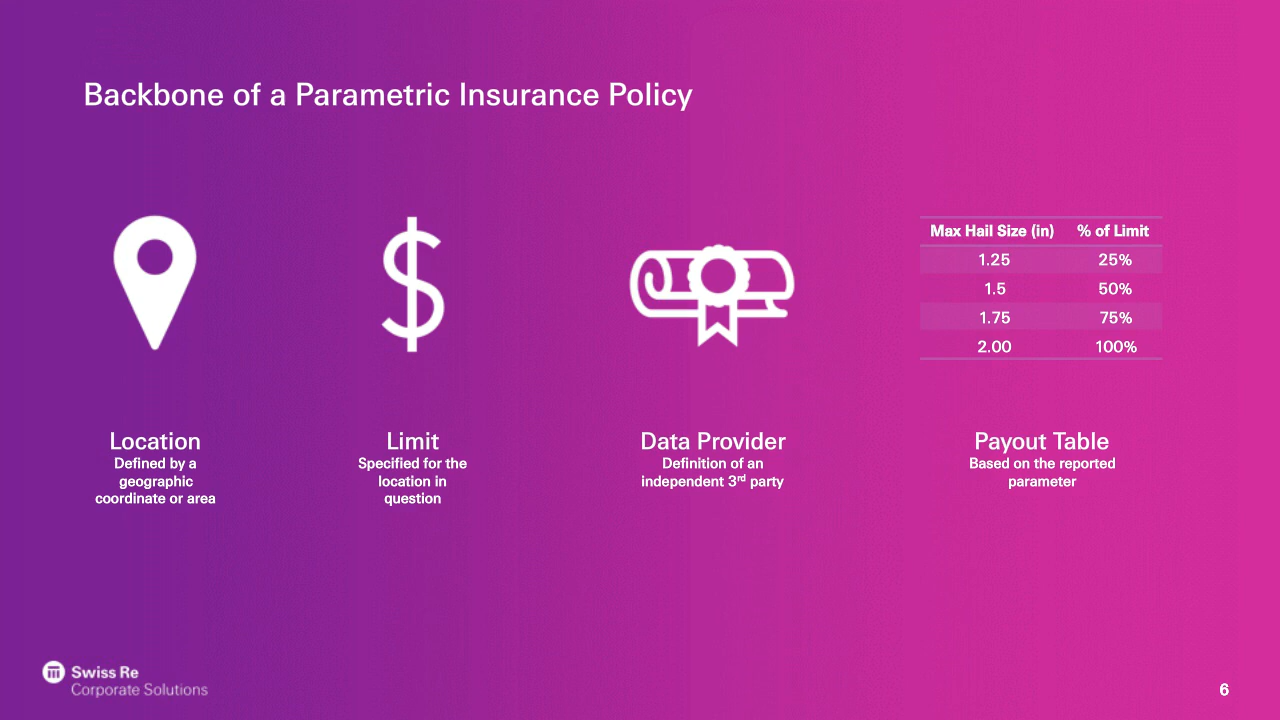 Backbone of a Parametric Insurance Policy
Max Hail Size (in) % of Limit
1.25 25%
1.5 50%
1.75 75%
2.00 100%
Location
Defined by a
geographic
coordinate or area
Limit
Specified for the
location in
question
Data Provider
Definition of an
independent 3rd party
Payout Table
Based on the reported
parameter
Swiss Re
Corporate Solutions
6